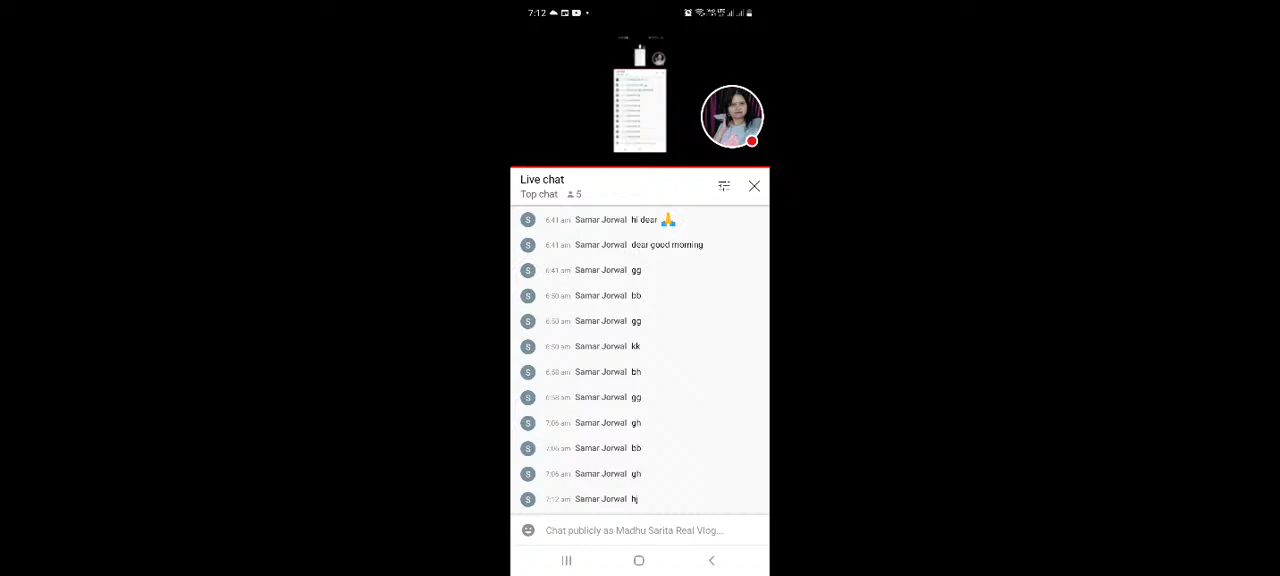 7:12
Live chat
Top chat 5
S 6:41 am Samar Jorwal hi dear 🙏
S 6:41 am Samar Jorwal dear good morning
S 6:41 am Samar Jorwal gg
S 6:50 am Samar Jorwal bb
S 6:50 am Samar Jorwal gg
S 6:50 am Samar Jorwal kk
S 6:58 am Samar Jorwal bh
S 6:58 am Samar Jorwal gg
S 7:06 am Samar Jorwal gh
S 7:06 am Samar Jorwal bb
S 7:06 am Samar Jorwal gh
S 7:12 am Samar Jorwal hj
Chat publicly as Madhu Sarita Real Vlog...